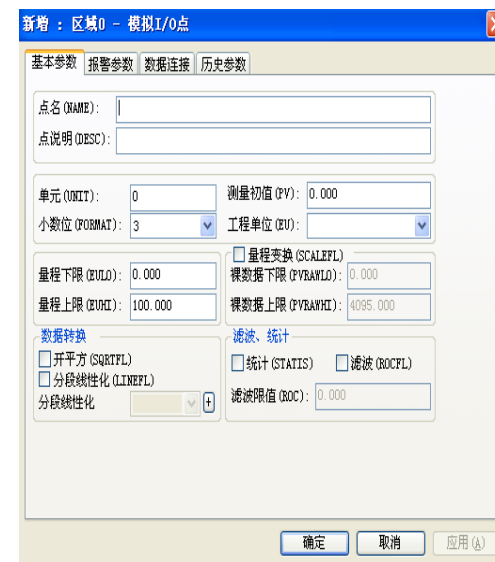 新增 : 区域0 - 模拟I/O点
基本参数 报警参数 数据连接 历史参数
点名(NAME):
点说明(DESC):
单元(UNIT): 0 测量初值(PV): 0.000
小数位(FORMAT): 3 工程单位(EU):
量程变换(SCALEFL)
量程下限(EULO): 0.000 裸数据下限(PVRAWLO): 0.000
量程上限(EUHI): 100.000 裸数据上限(PVRAWHI): 4095.000
数据转换 滤波、统计
开平方(SQRTFL) 统计(STATIS) 滤波(ROCFL)
分段线性化(LINEFL)
分段线性化 + 滤波限值(ROC): 0.000
确定 取消 应用(A)